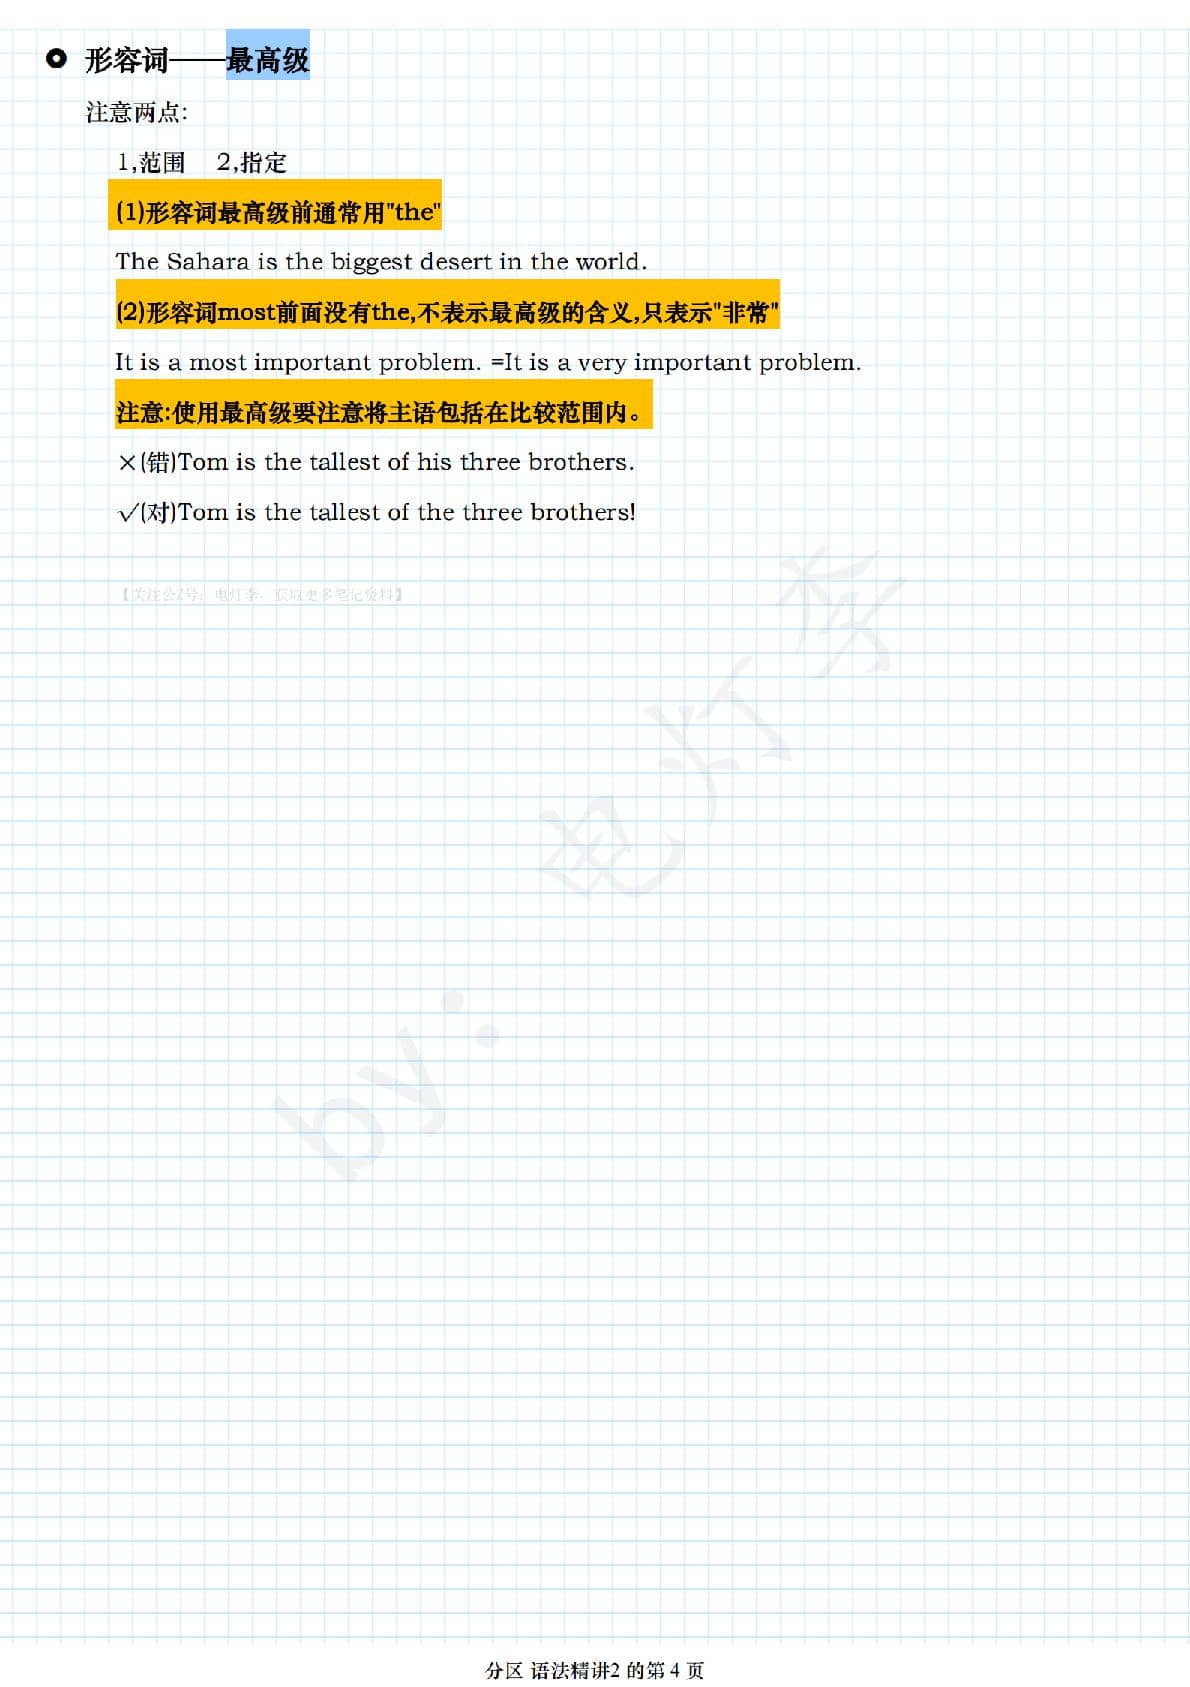 形容词——最高级
注意两点:
1,范围 2,指定
(1)形容词最高级前通常用"the"
The Sahara is the biggest desert in the world.
(2)形容词most前面没有the,不表示最高级的含义,只表示"非常"
It is a most important problem. =It is a very important problem.
注意:使用最高级要注意将主语包括在比较范围内。
×(错)Tom is the tallest of his three brothers.
√(对)Tom is the tallest of the three brothers!
【关注公Z号：电灯李，获取更多笔记资料】
by：电灯李
分区 语法精讲2 的第 4 页